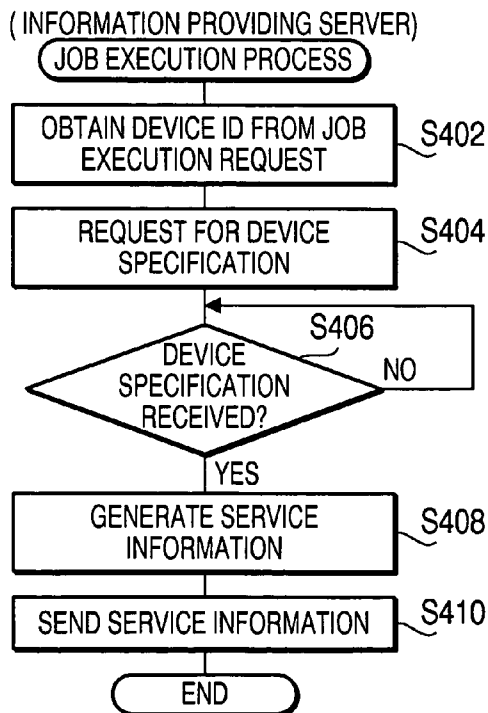 ( INFORMATION PROVIDING SERVER)
JOB EXECUTION PROCESS
OBTAIN DEVICE ID FROM JOB
EXECUTION REQUEST
S402
REQUEST FOR DEVICE
SPECIFICATION
S404
S406
DEVICE
SPECIFICATION
RECEIVED?
NO
YES
GENERATE SERVICE
INFORMATION
S408
SEND SERVICE INFORMATION
S410
END